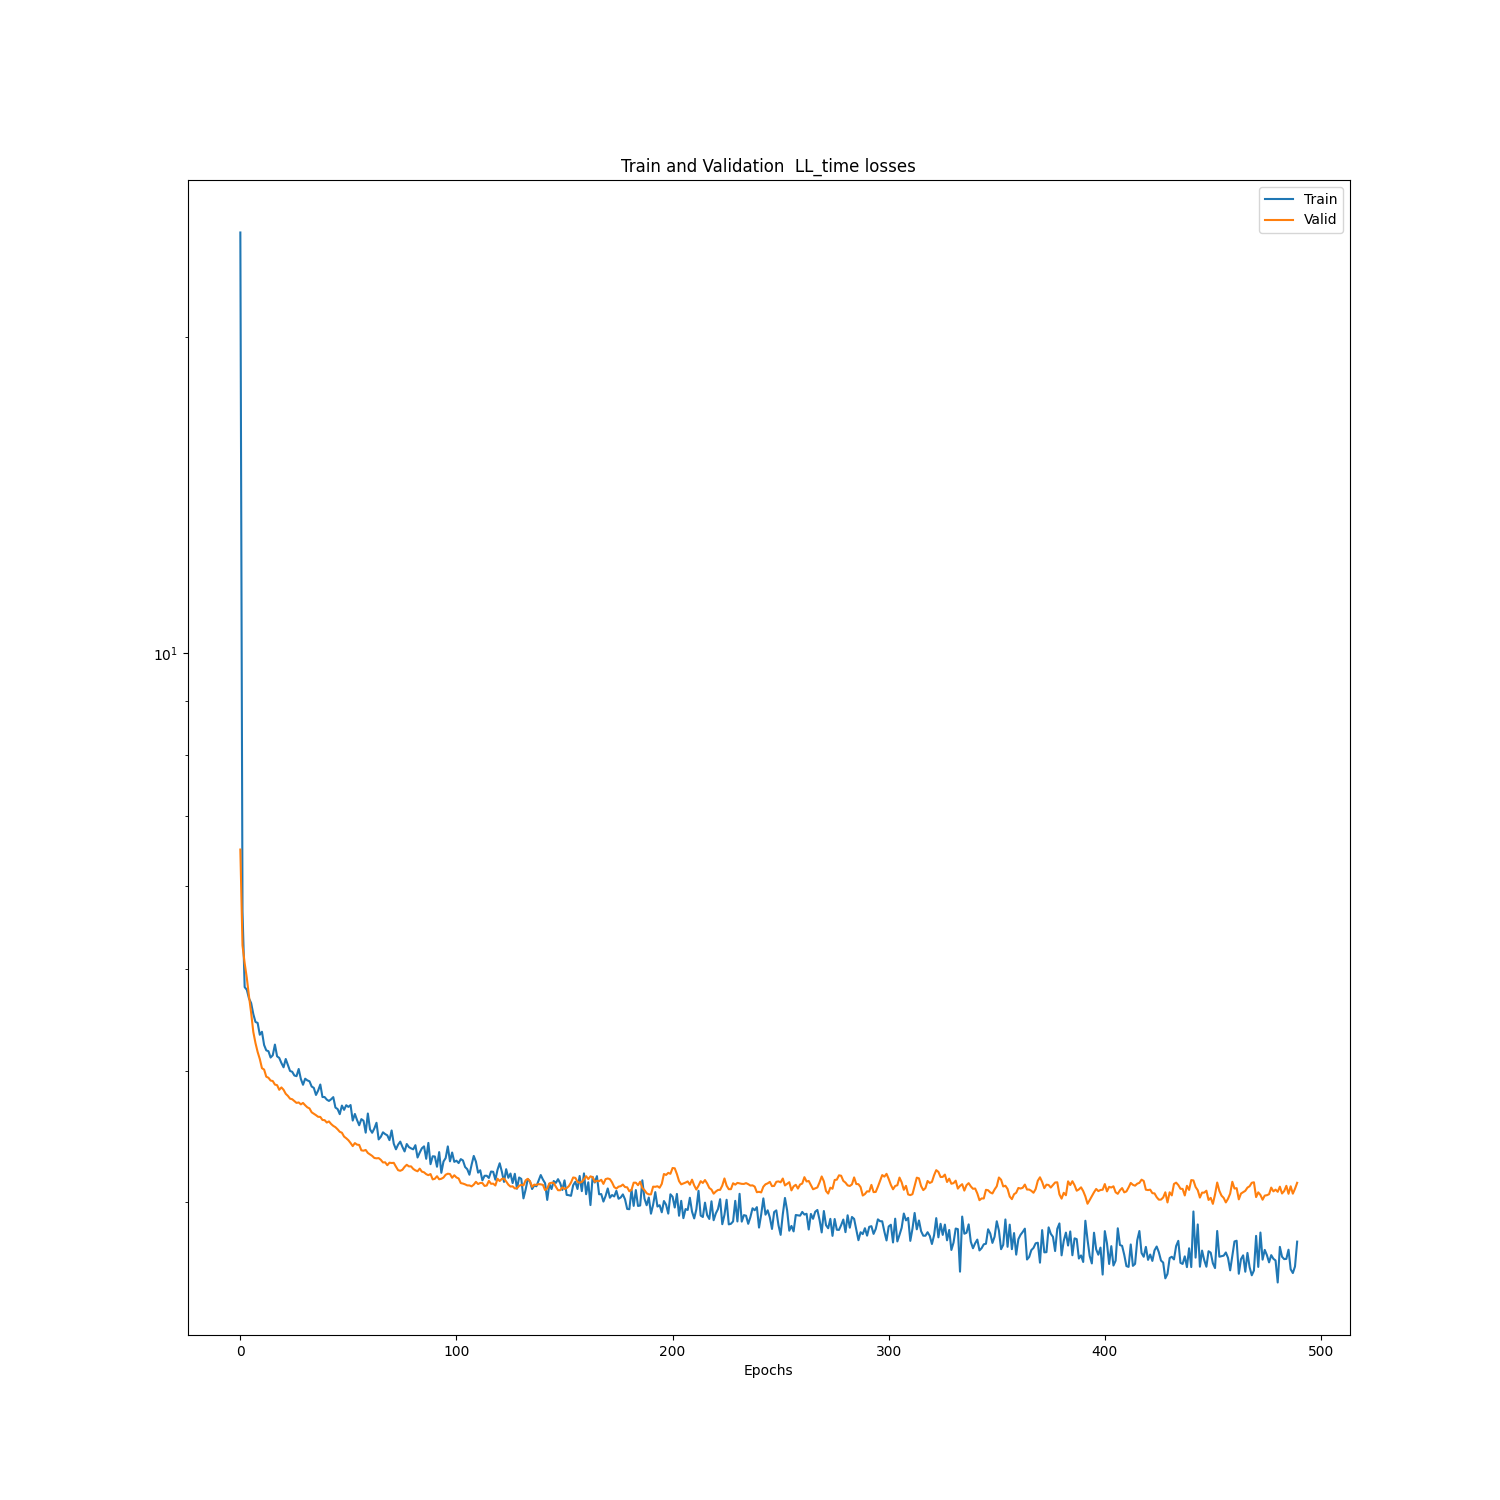 Train and Validation  LL_time losses
Train
Valid
10¹
0 100 200 300 400 500
Epochs